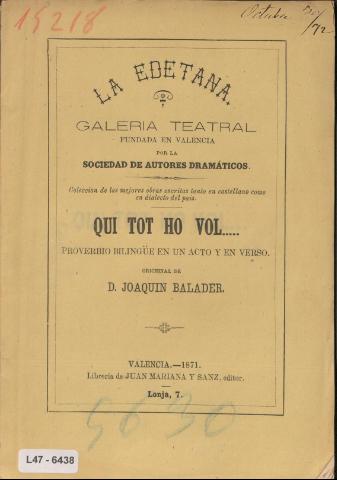 15218
Octubre
/72
LA EDETANA.
GALERIA TEATRAL
FUNDADA EN VALENCIA
POR LA
SOCIEDAD DE AUTORES DRAMÁTICOS.
Coleccion de las mejores obras escritas tanto en castellano como
en dialecto del pais.
QUI TOT HO VOL.....
PROVERBIO BILINGÜE EN UN ACTO Y EN VERSO.
ORIGINAL DE
D. JOAQUIN BALADER.
VALENCIA.—1871.
Librería de JUAN MARIANA Y SANZ, editor.
Lonja, 7.
5630
L47 - 6438